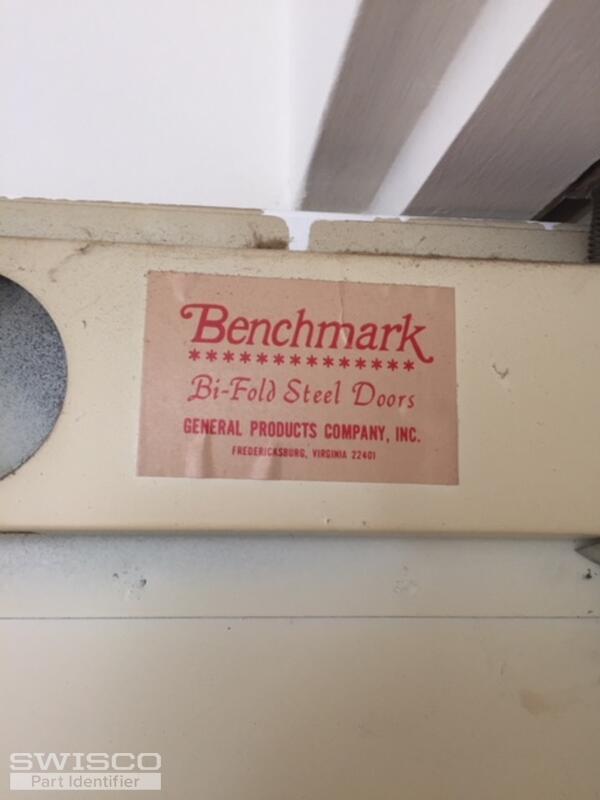 Benchmark
*************
Bi-Fold Steel Doors
GENERAL PRODUCTS COMPANY, INC.
FREDERICKSBURG, VIRGINIA 22401
SWISCO
Part Identifier